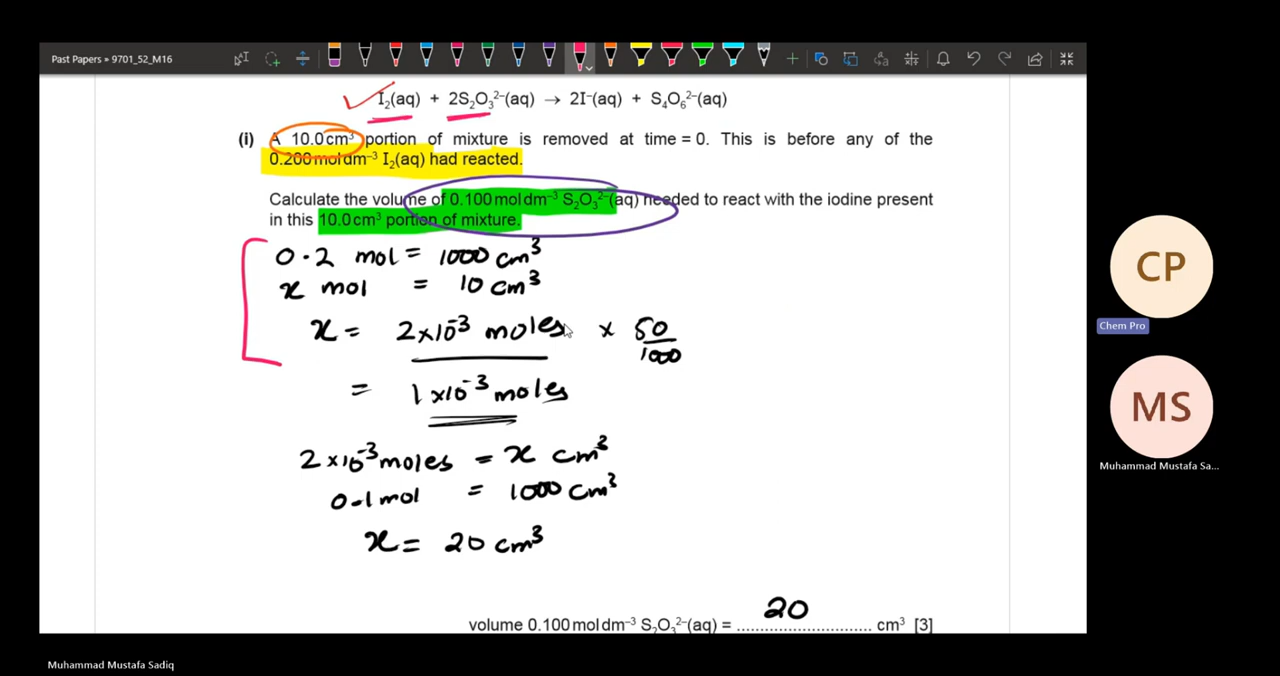 Past Papers » 9701_52_M16
I₂(aq) + 2S₂O₃²⁻(aq) → 2I⁻(aq) + S₄O₆²⁻(aq)
(i) A 10.0 cm³ portion of mixture is removed at time = 0. This is before any of the
0.200 mol dm⁻³ I₂(aq) had reacted.
Calculate the volume of 0.100 mol dm⁻³ S₂O₃²⁻(aq) needed to react with the iodine present
in this 10.0 cm³ portion of mixture.
0.2 mol = 1000 cm³
x mol = 10 cm³
x = 2×10⁻³ moles × 50/1000
= 1×10⁻³ moles
2×10⁻³ moles = x cm³
0.1 mol = 1000 cm³
x = 20 cm³
volume 0.100 mol dm⁻³ S₂O₃²⁻(aq) = 20 cm³ [3]
CP
Chem Pro
MS
Muhammad Mustafa Sa...
Muhammad Mustafa Sadiq